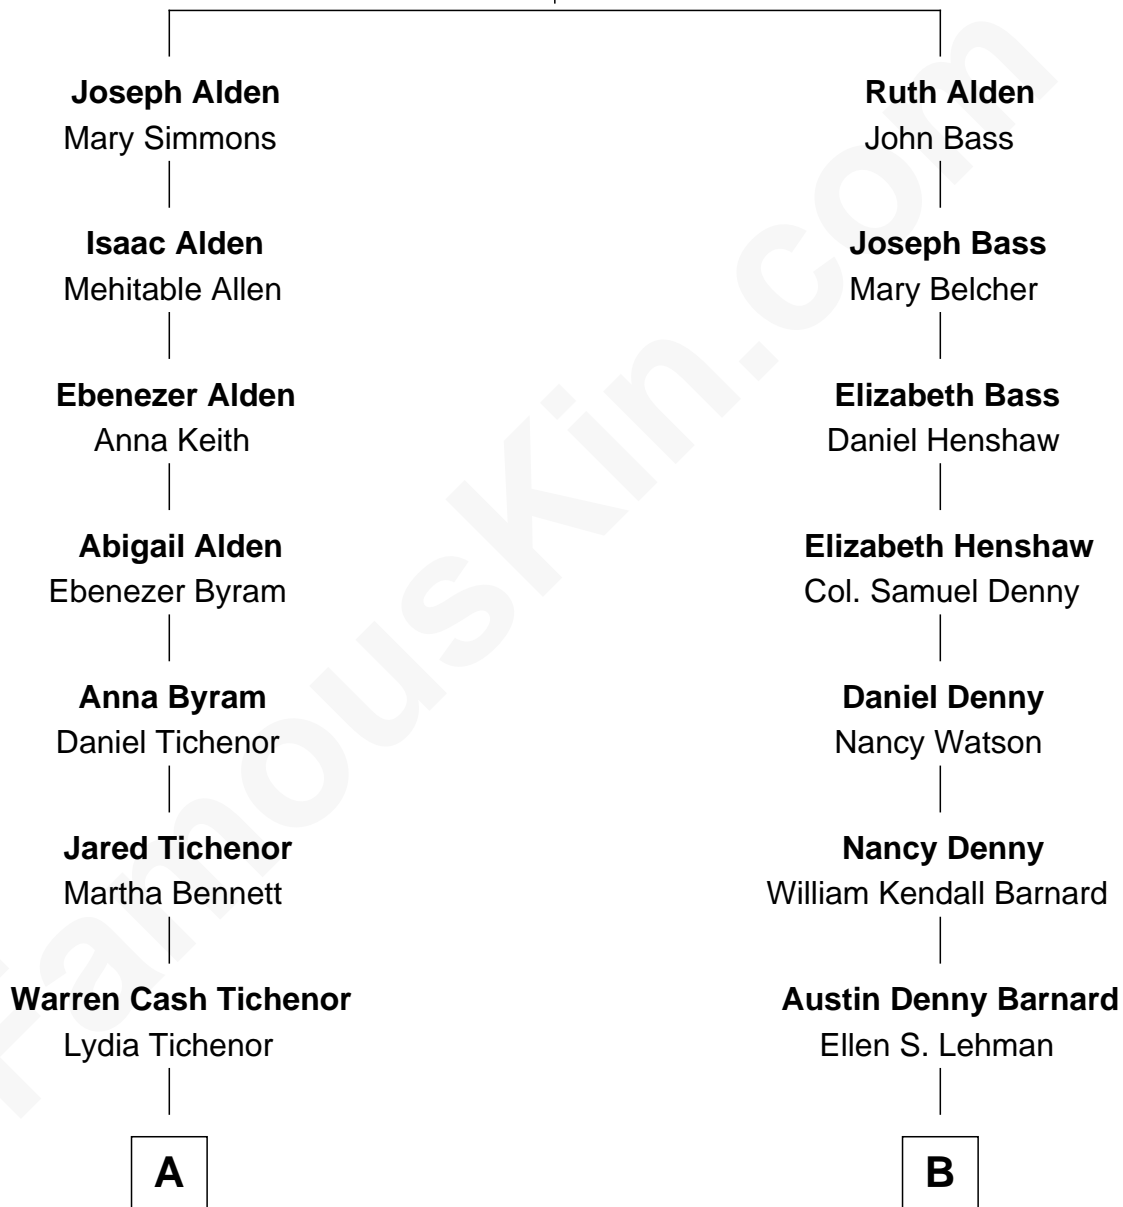 Joseph Alden
Mary Simmons
Ruth Alden
John Bass
Isaac Alden
Mehitable Allen
Joseph Bass
Mary Belcher
Ebenezer Alden
Anna Keith
Elizabeth Bass
Daniel Henshaw
Abigail Alden
Ebenezer Byram
Elizabeth Henshaw
Col. Samuel Denny
Anna Byram
Daniel Tichenor
Daniel Denny
Nancy Watson
Jared Tichenor
Martha Bennett
Nancy Denny
William Kendall Barnard
Warren Cash Tichenor
Lydia Tichenor
Austin Denny Barnard
Ellen S. Lehman
A
B
FamousKin.com